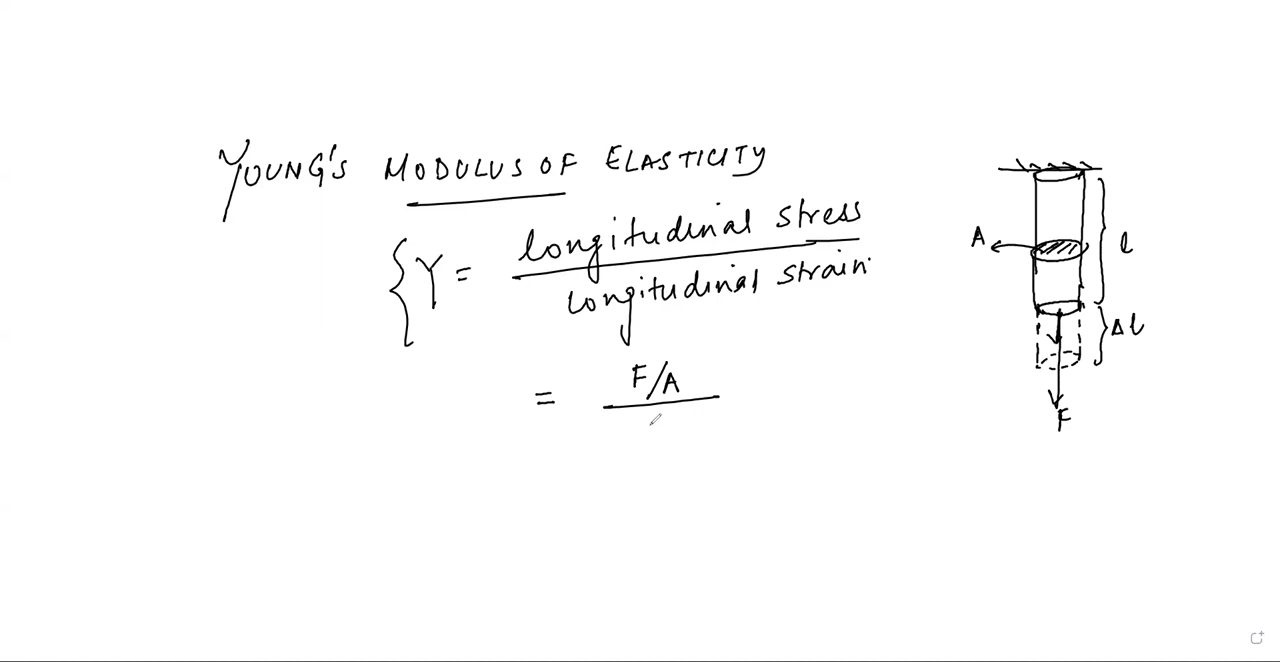 YOUNG'S MODULUS OF ELASTICITY
Y = longitudinal stress
longitudinal strain
= F/A
A
l
Δl
F